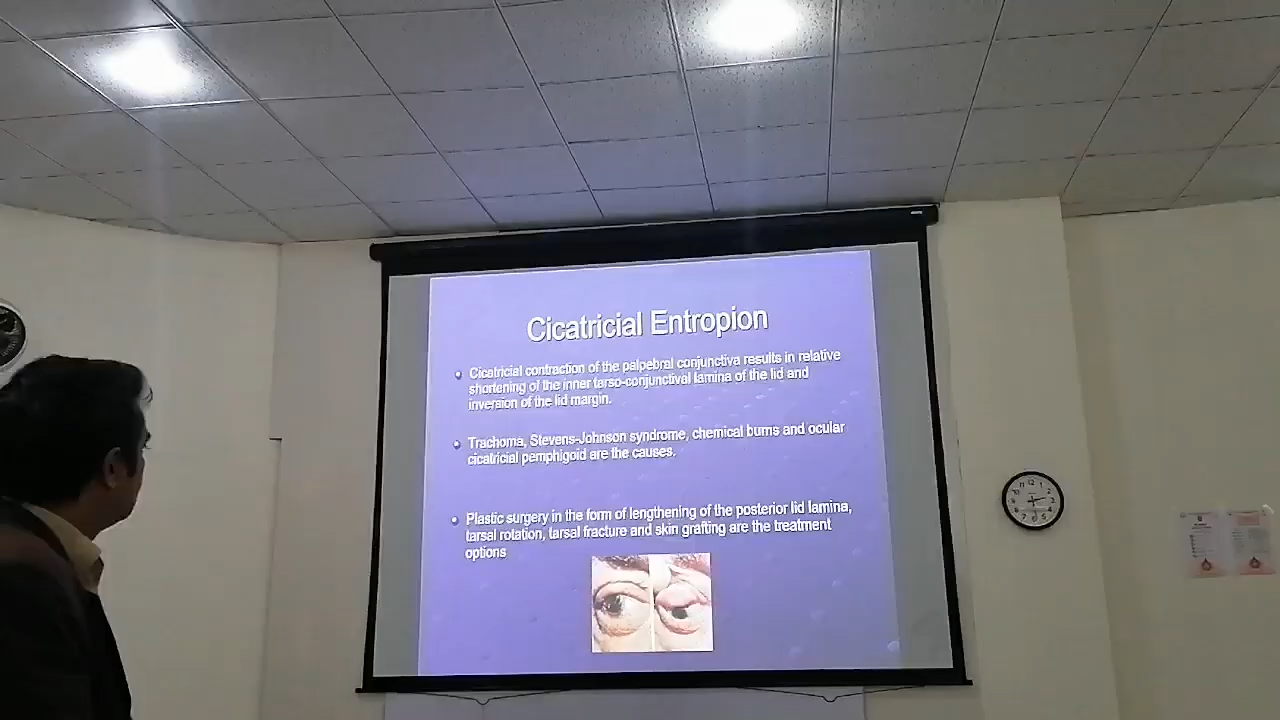 Cicatricial Entropion
Cicatricial contraction of the palpebral conjunctiva results in relative
shortening of the inner tarso-conjunctival lamina of the lid and
inversion of the lid margin.
Trachoma, Stevens-Johnson syndrome, chemical burns and ocular
cicatricial pemphigoid are the causes.
Plastic surgery in the form of lengthening of the posterior lid lamina,
tarsal rotation, tarsal fracture and skin grafting are the treatment
options